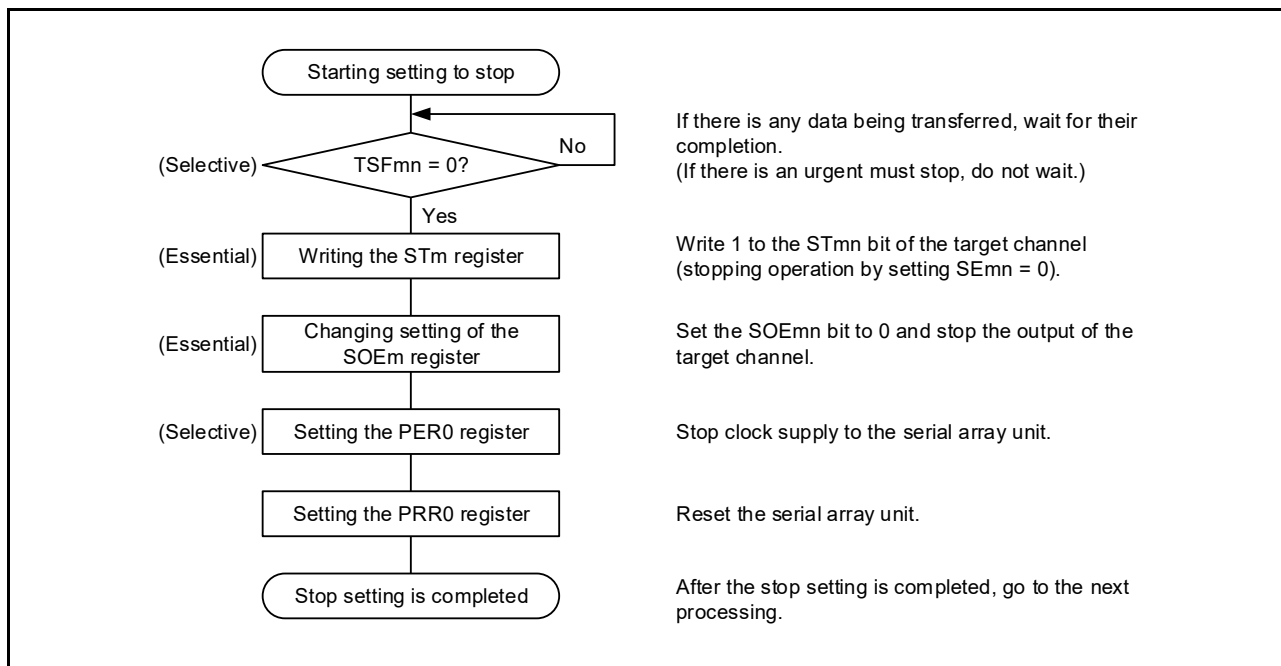 Starting setting to stop
If there is any data being transferred, wait for their
completion.
(If there is an urgent must stop, do not wait.)
No
(Selective)
TSFmn = 0?
Yes
(Essential)
Writing the STm register
Write 1 to the STmn bit of the target channel
(stopping operation by setting SEmn = 0).
(Essential)
Changing setting of the
SOEm register
Set the SOEmn bit to 0 and stop the output of the
target channel.
(Selective)
Setting the PER0 register
Stop clock supply to the serial array unit.
Setting the PRR0 register
Reset the serial array unit.
Stop setting is completed
After the stop setting is completed, go to the next
processing.